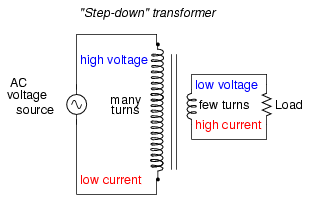 "Step-down" transformer
high voltage
AC
voltage
source
many
turns
low current
low voltage
few turns
high current
Load